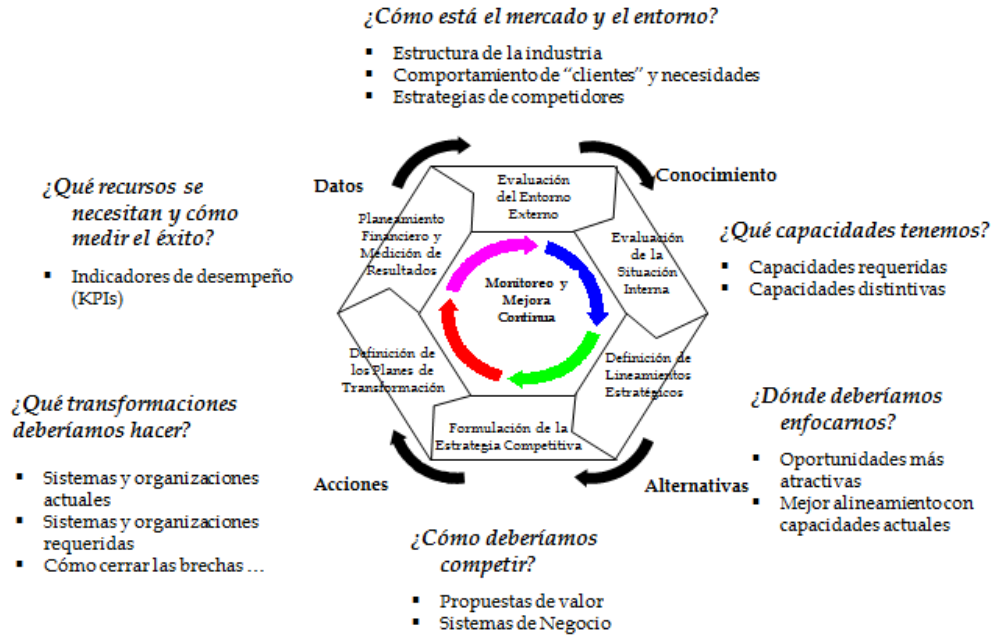 ¿Cómo está el mercado y el entorno?
▪ Estructura de la industria
▪ Comportamiento de “clientes” y necesidades
▪ Estrategias de competidores
Datos
Conocimiento
Evaluación
del Entorno
Externo
Evaluación
de la
Situación
Interna
Definición de
Lineamientos
Estratégicos
Formulación de la
Estrategia Competitiva
Definición de
los Planes de
Transformación
Planeamiento
Financiero y
Medición de
Resultados
Monitoreo y
Mejora
Continua
¿Qué capacidades tenemos?
▪ Capacidades requeridas
▪ Capacidades distintivas
¿Dónde deberíamos
enfocarnos?
▪ Oportunidades más
atractivas
▪ Mejor alineamiento con
capacidades actuales
Alternativas
¿Cómo deberíamos
competir?
▪ Propuestas de valor
▪ Sistemas de Negocio
Acciones
¿Qué transformaciones
deberíamos hacer?
▪ Sistemas y organizaciones
actuales
▪ Sistemas y organizaciones
requeridas
▪ Cómo cerrar las brechas ...
¿Qué recursos se
necesitan y cómo
medir el éxito?
▪ Indicadores de desempeño
(KPIs)